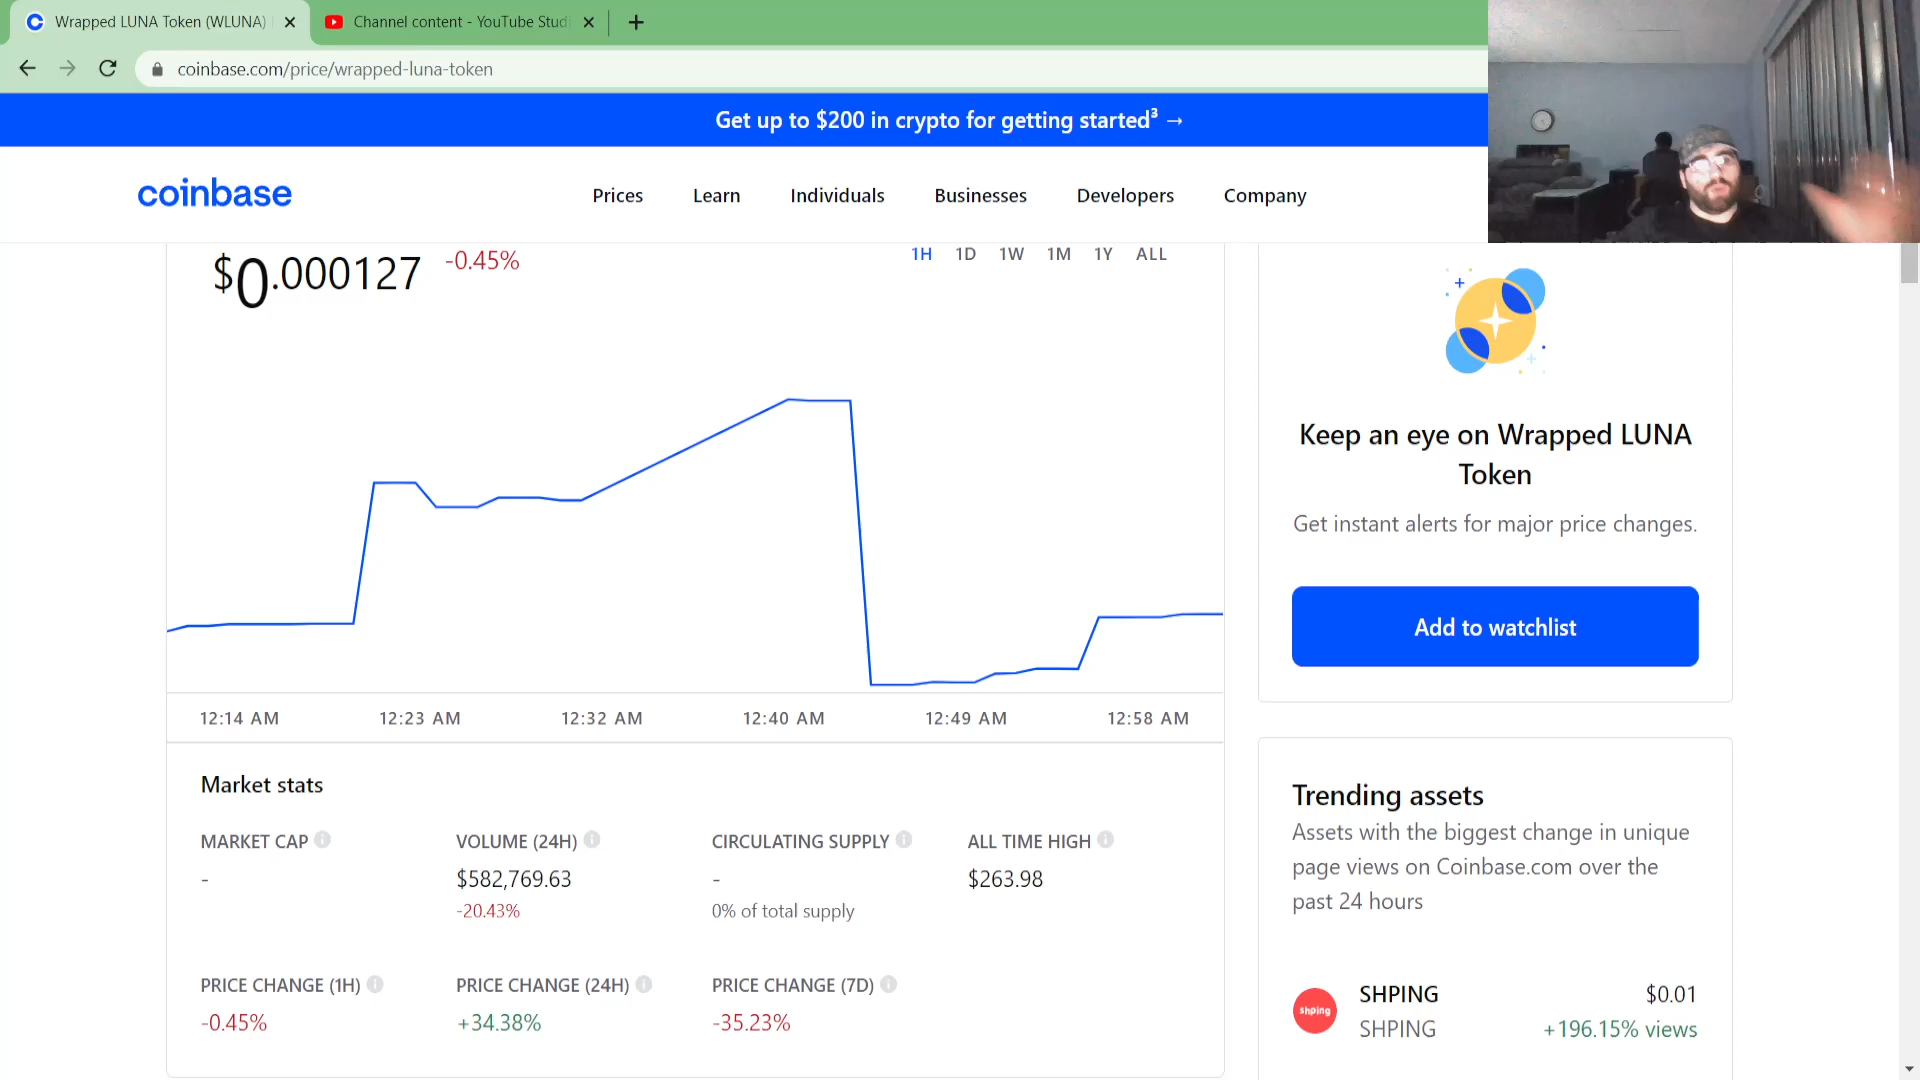 Wrapped LUNA Token (WLUNA)
Channel content - YouTube Studi
coinbase.com/price/wrapped-luna-token
Get up to $200 in crypto for getting started³ →
coinbase
Prices Learn Individuals Businesses Developers Company
$0.000127 -0.45%
1H 1D 1W 1M 1Y ALL
12:14 AM 12:23 AM 12:32 AM 12:40 AM 12:49 AM 12:58 AM
Market stats
MARKET CAP VOLUME (24H) CIRCULATING SUPPLY ALL TIME HIGH
- $582,769.63 - $263.98
-20.43% 0% of total supply
PRICE CHANGE (1H) PRICE CHANGE (24H) PRICE CHANGE (7D)
-0.45% +34.38% -35.23%
Keep an eye on Wrapped LUNA
Token
Get instant alerts for major price changes.
Add to watchlist
Trending assets
Assets with the biggest change in unique
page views on Coinbase.com over the
past 24 hours
shping
SHPING $0.01
SHPING +196.15% views